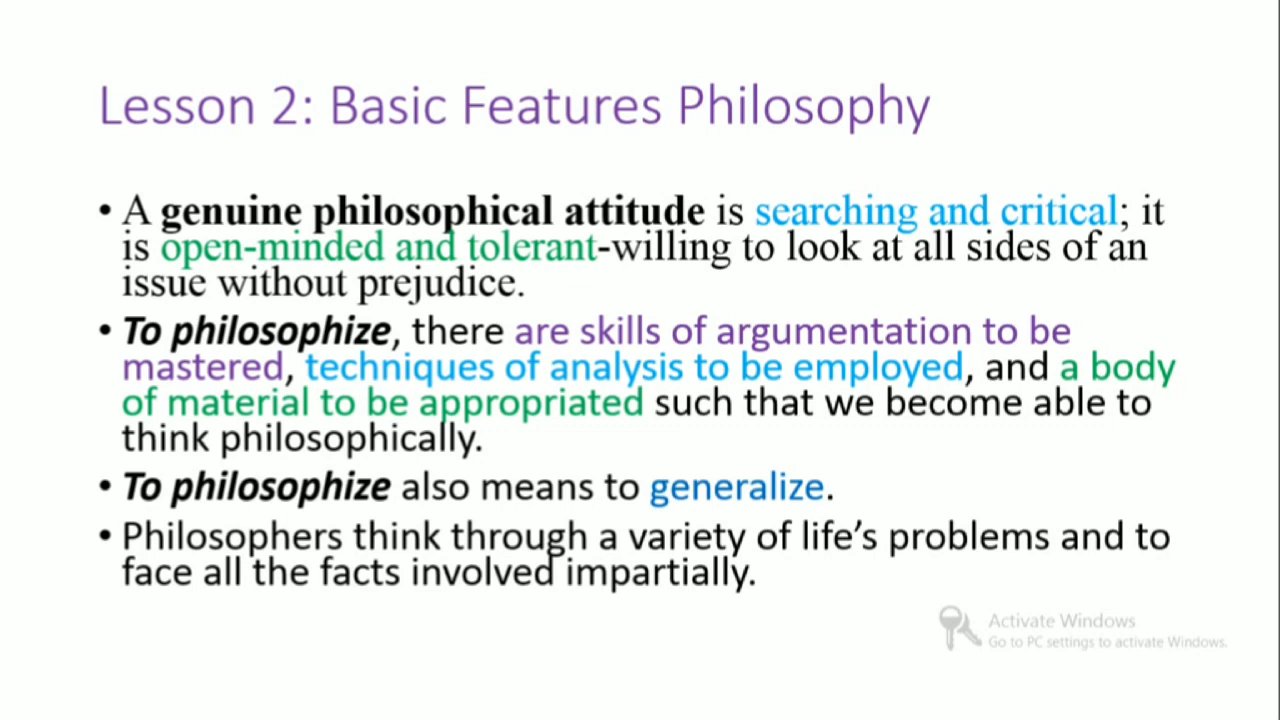 Lesson 2: Basic Features Philosophy
• A genuine philosophical attitude is searching and critical; it
is open-minded and tolerant-willing to look at all sides of an
issue without prejudice.
• To philosophize, there are skills of argumentation to be
mastered, techniques of analysis to be employed, and a body
of material to be appropriated such that we become able to
think philosophically.
• To philosophize also means to generalize.
• Philosophers think through a variety of life’s problems and to
face all the facts involved impartially.
Activate Windows
Go to PC settings to activate Windows.